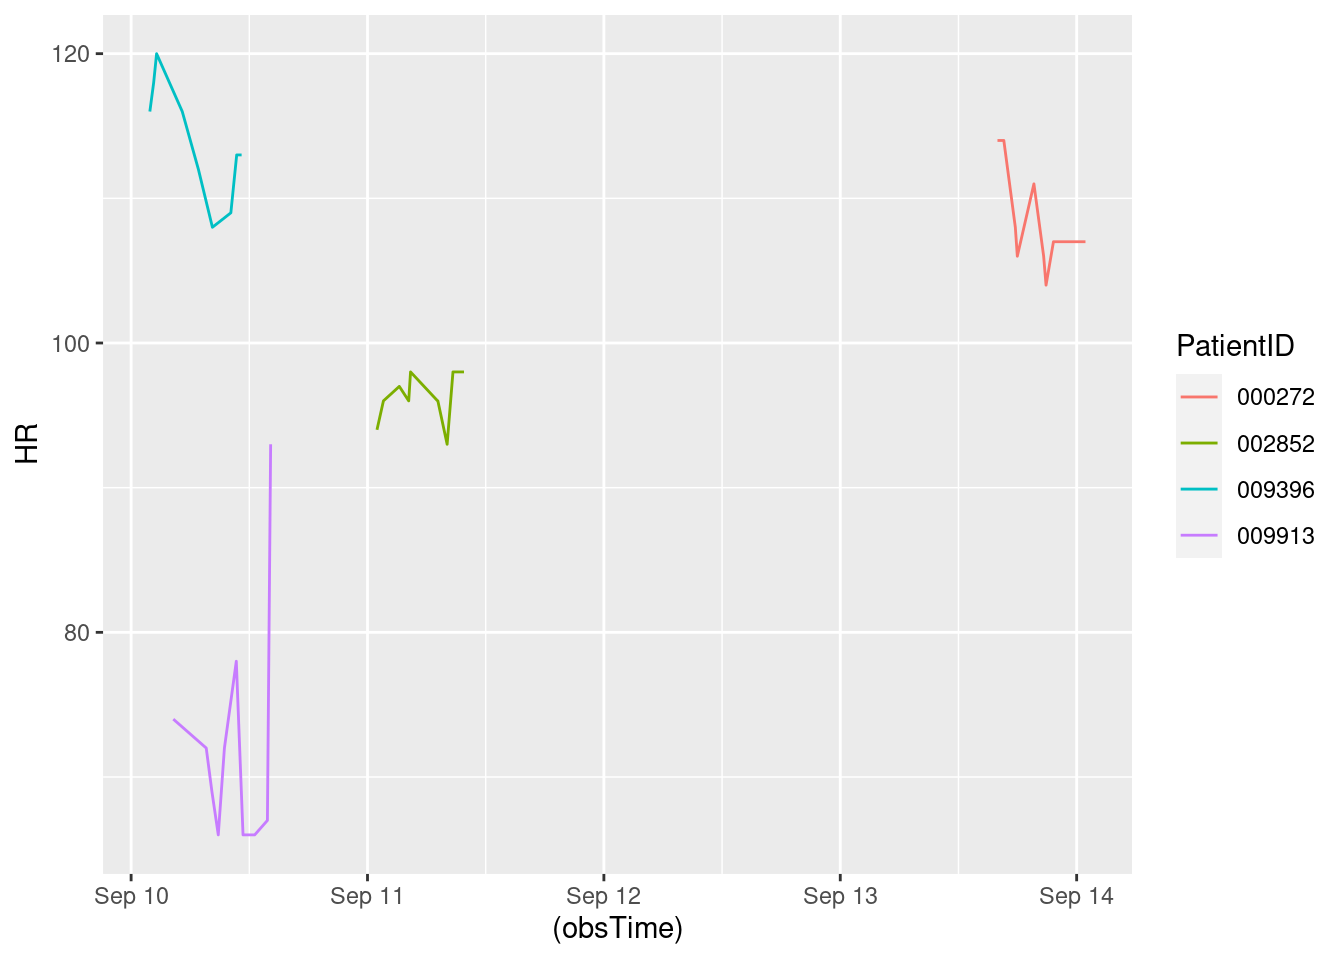 120
100
80
HR
Sep 10
Sep 11
Sep 12
Sep 13
Sep 14
(obsTime)
PatientID
000272
002852
009396
009913